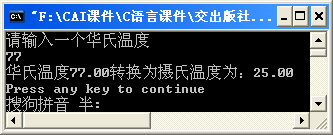 "F:\CAI课件\C语言课件\交出版社...
请输入一个华氏温度
77
华氏温度77.00转换为摄氏温度为：25.00
Press any key to continue
搜狗拼音 半: